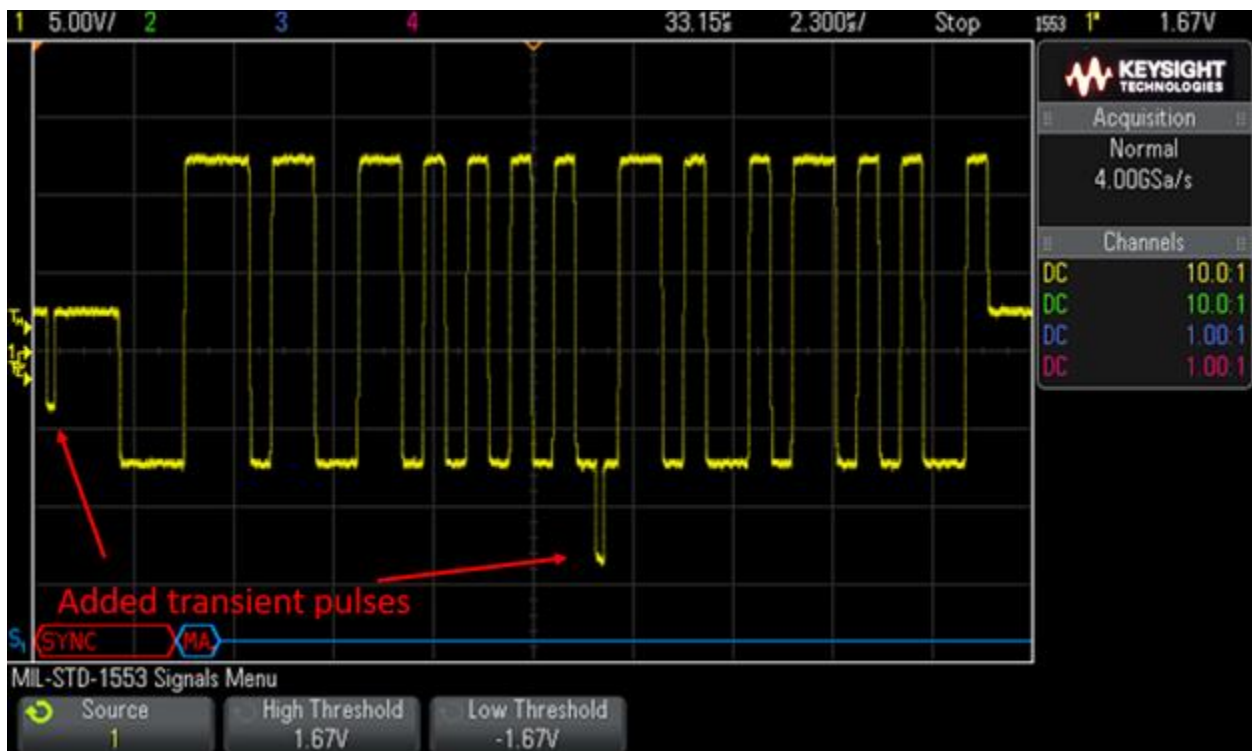 1 5.00V/ 2 3 4 33.15s 2.300s/ Stop 1553 1 1.67V
KEYSIGHT
TECHNOLOGIES
Acquisition
Normal
4.00GSa/s
Channels
DC 10.0:1
DC 10.0:1
DC 1.00:1
DC 1.00:1
Added transient pulses
S1 SYNC MA
MIL-STD-1553 Signals Menu
Source High Threshold Low Threshold
1 1.67V -1.67V